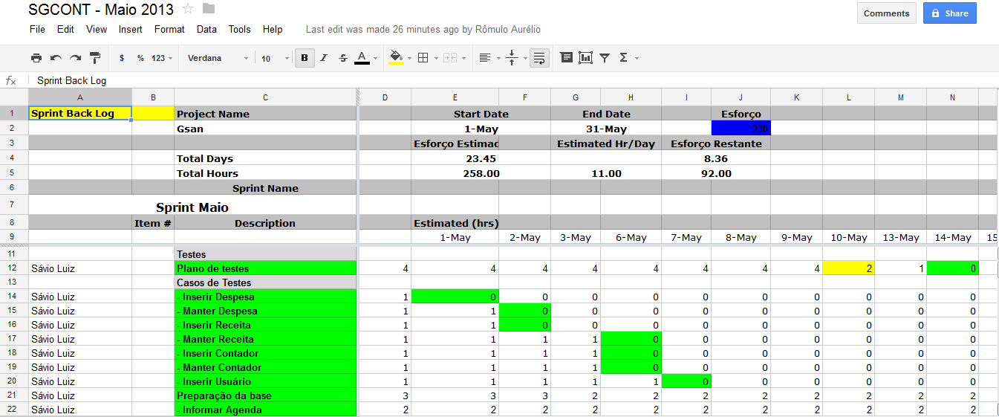 SGCONT - Maio 2013
Comments Share
File Edit View Insert Format Data Tools Help Last edit was made 26 minutes ago by Rômulo Aurélio
$ % 123 Verdana 10 B I S A Σ
fx Sprint Back Log
A B C D E F G H I J K L M N
1 Sprint Back Log Project Name Start Date End Date Esforço
2 Gsan 1-May 31-May 230
3 Esforço Estimad Estimated Hr/Day Esforço Restante
4 Total Days 23.45 8.36
5 Total Hours 258.00 11.00 92.00
6 Sprint Name
7 Sprint Maio
8 Item # Description Estimated (hrs)
9 1-May 2-May 3-May 6-May 7-May 8-May 9-May 10-May 13-May 14-May 15
11 Testes
12 Sávio Luiz Plano de testes 4 4 4 4 4 4 4 4 2 1 0
13 Casos de Testes
14 Sávio Luiz - Inserir Despesa 1 0 0 0 0 0 0 0 0 0 0
15 Sávio Luiz - Manter Despesa 1 1 0 0 0 0 0 0 0 0 0
16 Sávio Luiz - Inserir Receita 1 1 0 0 0 0 0 0 0 0 0
17 Sávio Luiz - Manter Receita 1 1 1 1 0 0 0 0 0 0 0
18 Sávio Luiz - Inserir Contador 1 1 1 1 0 0 0 0 0 0 0
19 Sávio Luiz - Manter Contador 1 1 1 1 0 0 0 0 0 0 0
20 Sávio Luiz - Inserir Usuário 1 1 1 1 1 0 0 0 0 0 0
21 Sávio Luiz Preparação da base 3 3 3 2 2 2 2 2 2 2 2
22 Sávio Luiz - Informar Agenda 2 2 2 2 2 2 2 2 2 2 2